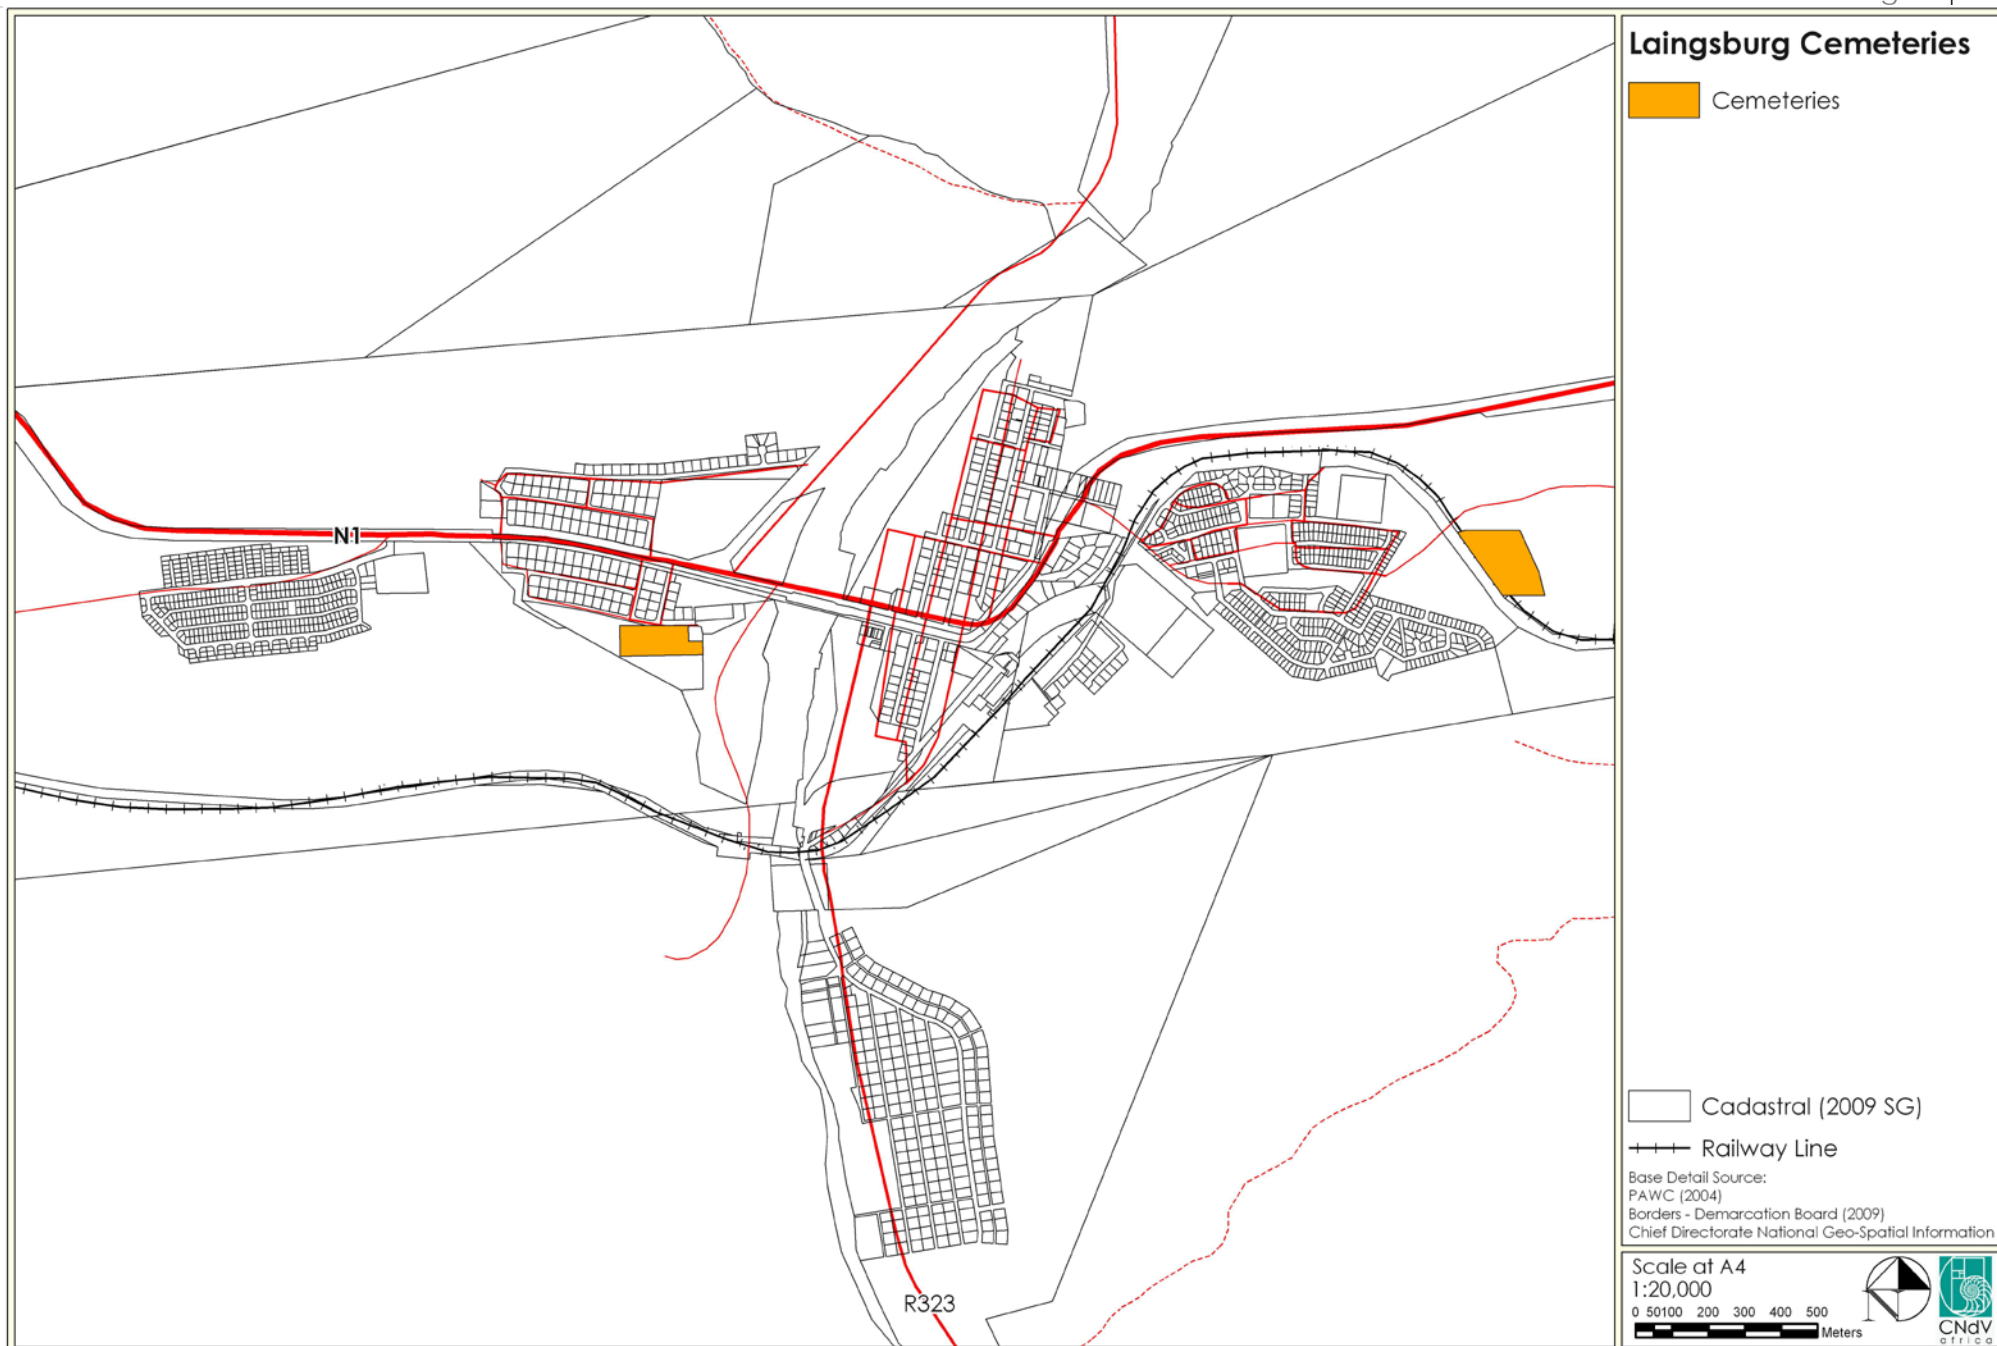 Laingsburg Cemeteries
Cemeteries
N1
R323
Cadastral (2009 SG)
Railway Line
Base Detail Source:
PAWC (2004)
Borders - Demarcation Board (2009)
Chief Directorate National Geo-Spatial Information
Scale at A4
1:20,000
0 50100 200 300 400 500
Meters
CNdV
africa